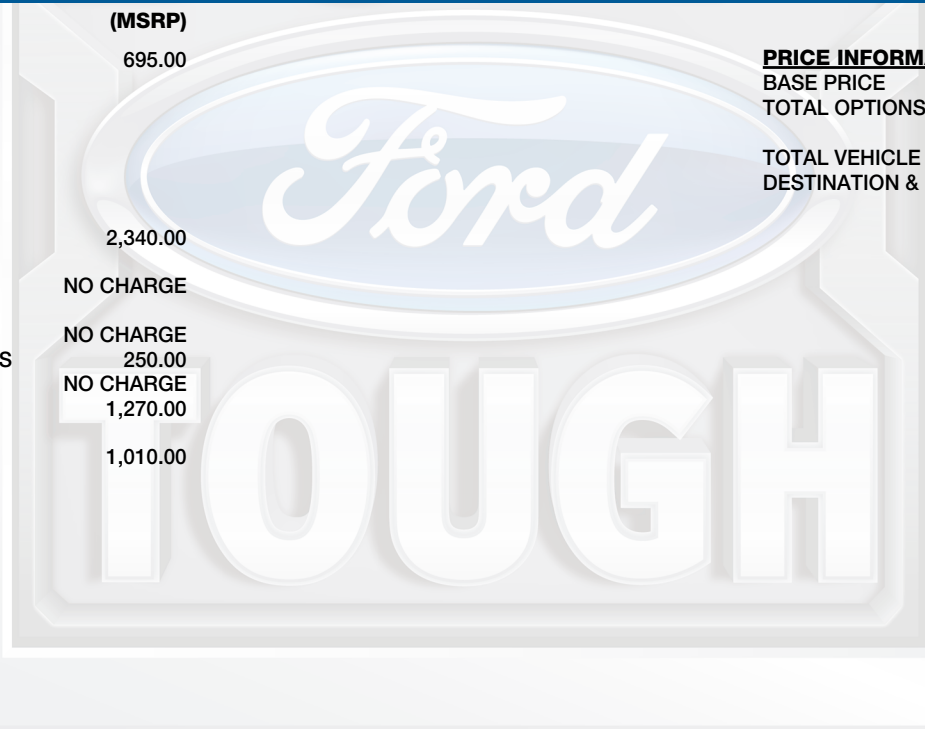 (MSRP)
695.00
2,340.00
NO CHARGE
NO CHARGE
S 250.00
NO CHARGE
1,270.00
1,010.00
PRICE INFORM
BASE PRICE
TOTAL OPTIONS
TOTAL VEHICLE
DESTINATION &
Ford
TOUGH